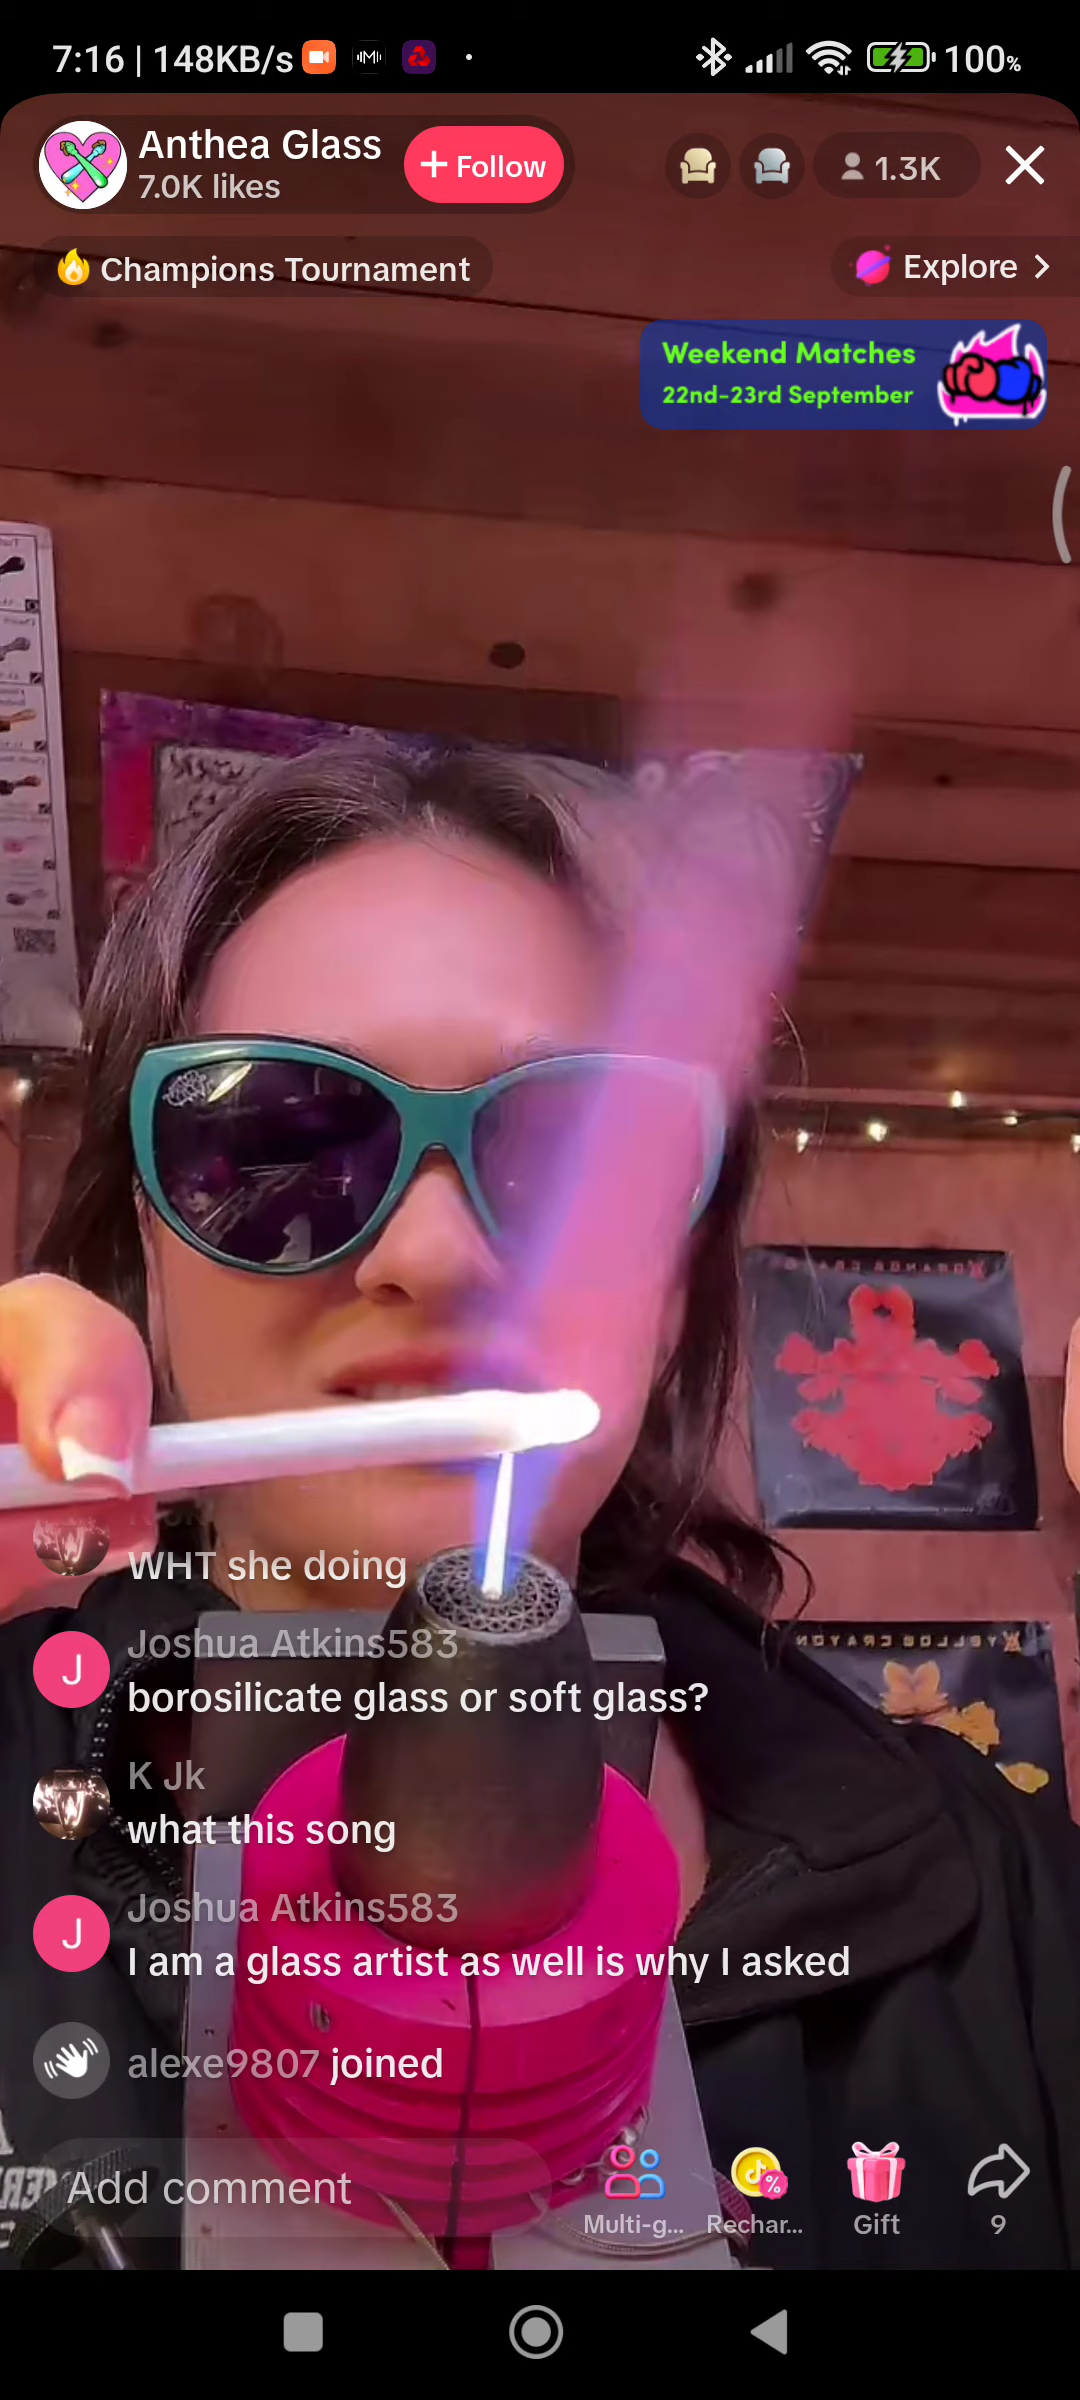 7:16 | 148KB/s
100%
Anthea Glass
7.0K likes
+ Follow
1.3K
Champions Tournament
Explore
Weekend Matches
22nd-23rd September
WHT she doing
Joshua Atkins583
borosilicate glass or soft glass?
K Jk
what this song
Joshua Atkins583
I am a glass artist as well is why I asked
alexe9807 joined
Add comment
Multi-g...
Rechar...
Gift
9